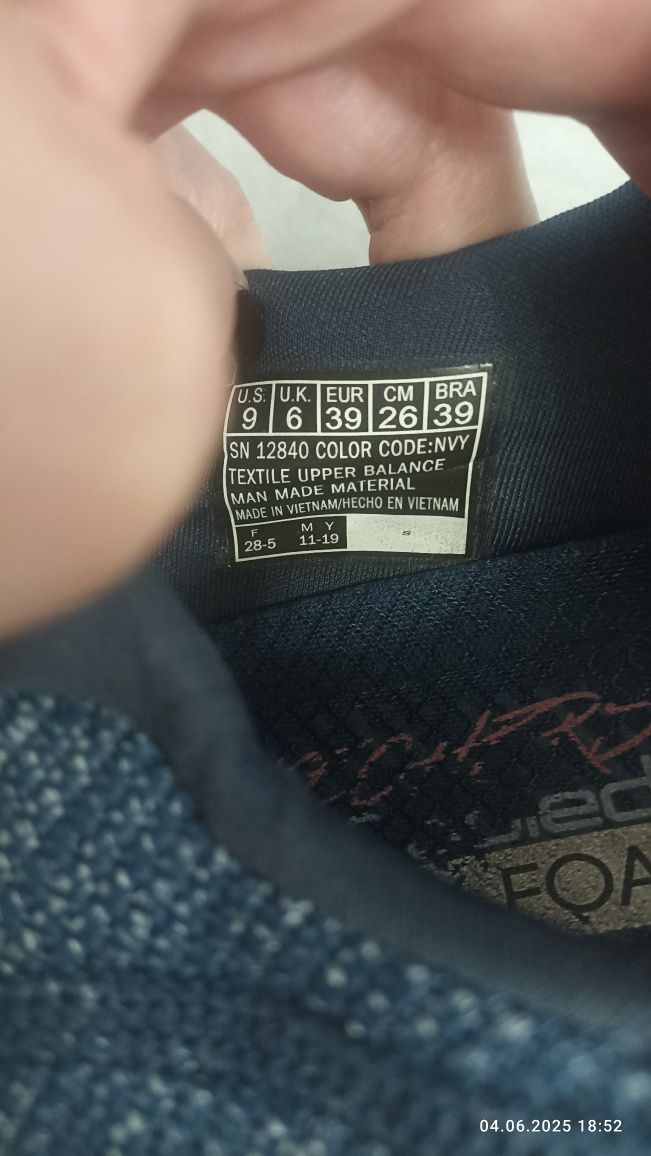 U.S. U.K. EUR CM BRA
9 6 39 26 39
SN 12840 COLOR CODE:NVY
TEXTILE UPPER BALANCE
MAN MADE MATERIAL
MADE IN VIETNAM/HECHO EN VIETNAM
F M Y
28-5 11-19
FOA
04.06.2025 18:52